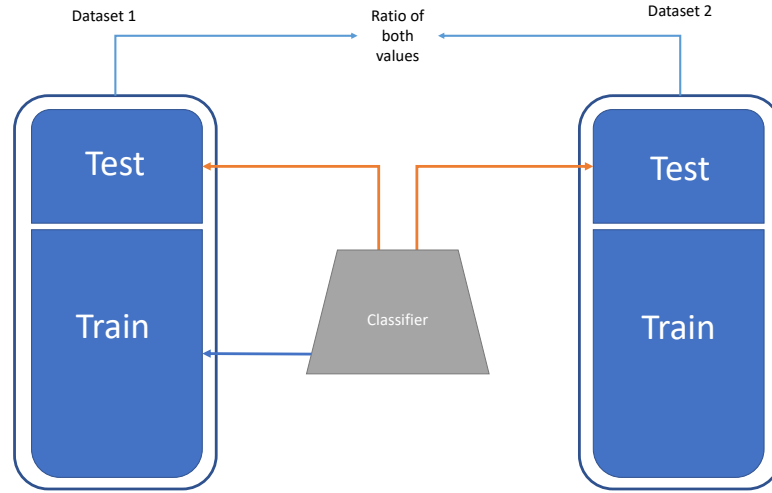 Dataset 1
Ratio of
both
values
Dataset 2
Test
Test
Train
Classifier
Train